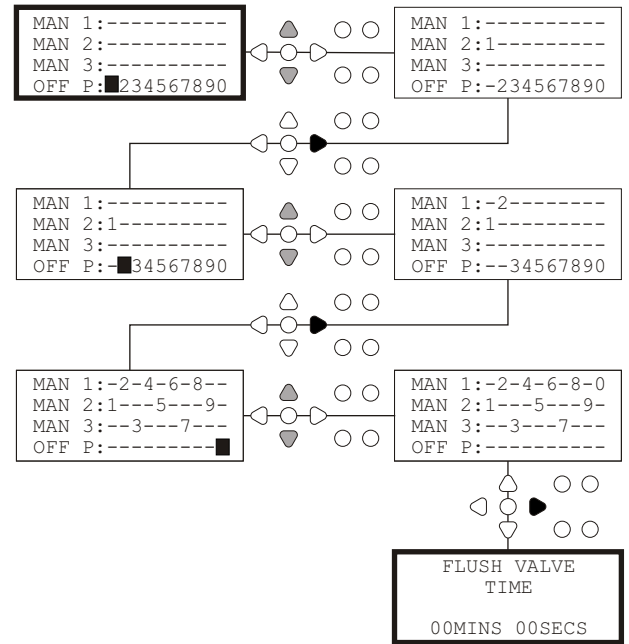 MAN 1:----------
MAN 2:----------
MAN 3:----------
OFF P:█234567890
MAN 1:----------
MAN 2:1---------
MAN 3:----------
OFF P:-234567890
MAN 1:----------
MAN 2:1---------
MAN 3:----------
OFF P:-█34567890
MAN 1:-2--------
MAN 2:1---------
MAN 3:----------
OFF P:--34567890
MAN 1:-2-4-6-8--
MAN 2:1---5---9-
MAN 3:--3---7---
OFF P:---------█
MAN 1:-2-4-6-8-0
MAN 2:1---5---9-
MAN 3:--3---7---
OFF P:----------
FLUSH VALVE
TIME
00MINS 00SECS